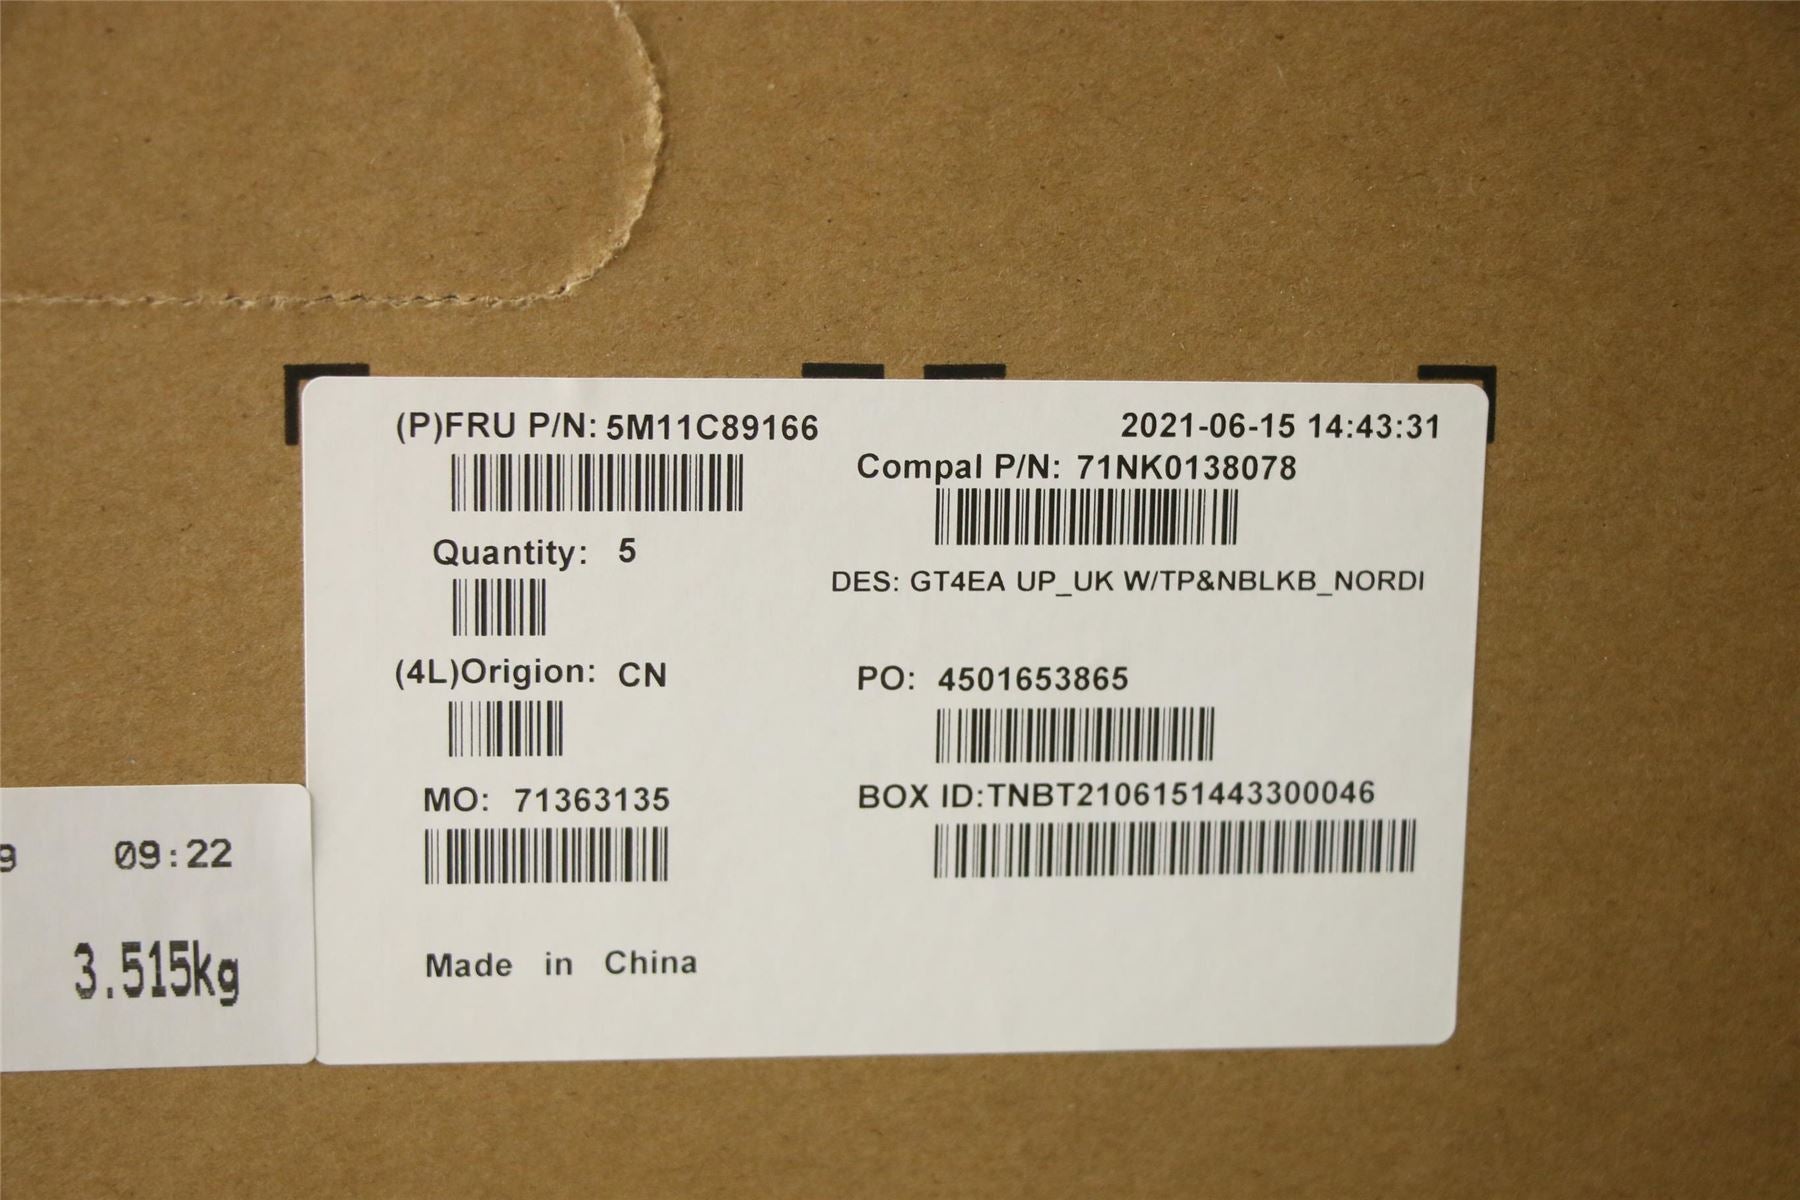 (P)FRU P/N: 5M11C89166
2021-06-15 14:43:31
Compal P/N: 71NK0138078
Quantity: 5
DES: GT4EA UP_UK W/TP&NBLKB_NORDI
(4L)Origion: CN
PO: 4501653865
MO: 71363135
BOX ID:TNBT2106151443300046
Made in China
9 09:22
3.515kg